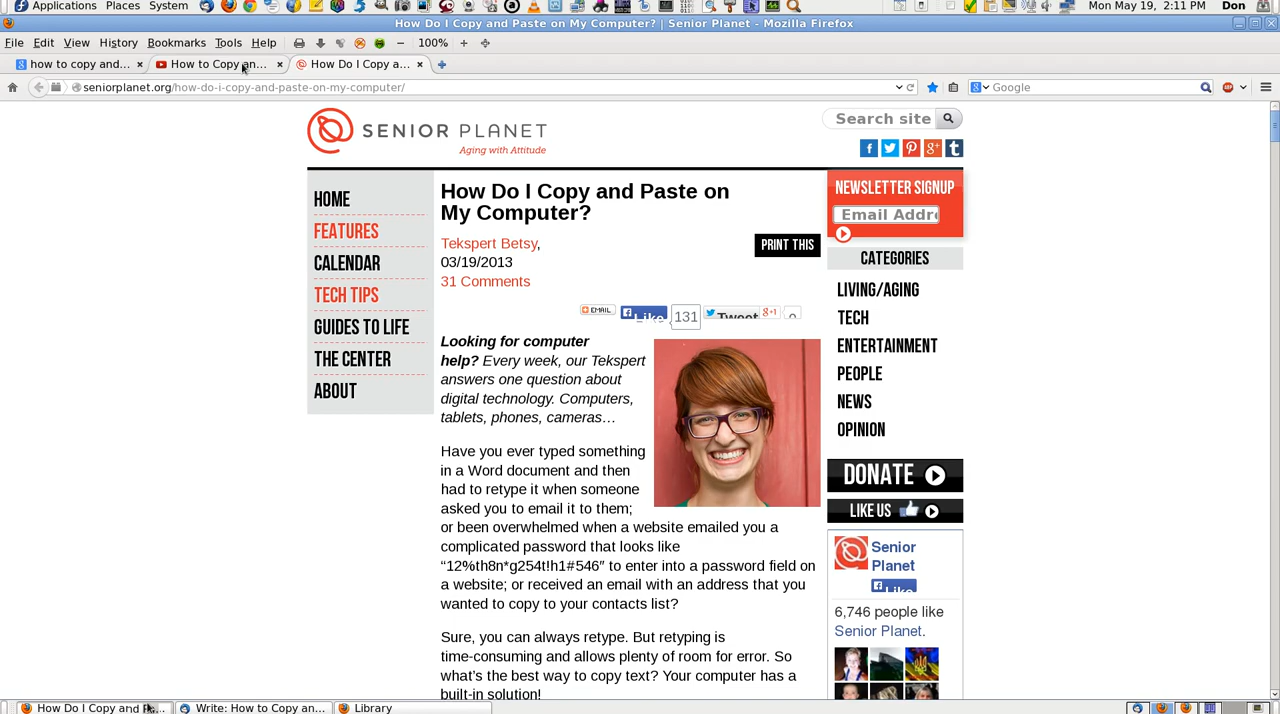 Applications Places System
Mon May 19, 2:11 PM Don
How Do I Copy and Paste on My Computer? | Senior Planet - Mozilla Firefox
File Edit View History Bookmarks Tools Help
100%
how to copy and...
How to Copy an...
How Do I Copy a...
seniorplanet.org/how-do-i-copy-and-paste-on-my-computer/
Google
SENIOR PLANET
Aging with Attitude
Search site
HOME
FEATURES
CALENDAR
TECH TIPS
GUIDES TO LIFE
THE CENTER
ABOUT
How Do I Copy and Paste on
My Computer?
Tekspert Betsy,
03/19/2013
31 Comments
PRINT THIS
EMAIL
Like
131
Tweet
+1
Looking for computer
help? Every week, our Tekspert
answers one question about
digital technology. Computers,
tablets, phones, cameras…
Have you ever typed something
in a Word document and then
had to retype it when someone
asked you to email it to them;
or been overwhelmed when a website emailed you a
complicated password that looks like
“12%th8n*g254t!h1#546″ to enter into a password field on
a website; or received an email with an address that you
wanted to copy to your contacts list?
Sure, you can always retype. But retyping is
time-consuming and allows plenty of room for error. So
what’s the best way to copy text? Your computer has a
built-in solution!
NEWSLETTER SIGNUP
Email Addre
CATEGORIES
LIVING/AGING
TECH
ENTERTAINMENT
PEOPLE
NEWS
OPINION
DONATE
LIKE US
Senior
Planet
Like
6,746 people like
Senior Planet.
How Do I Copy and
Write: How to Copy an...
Library